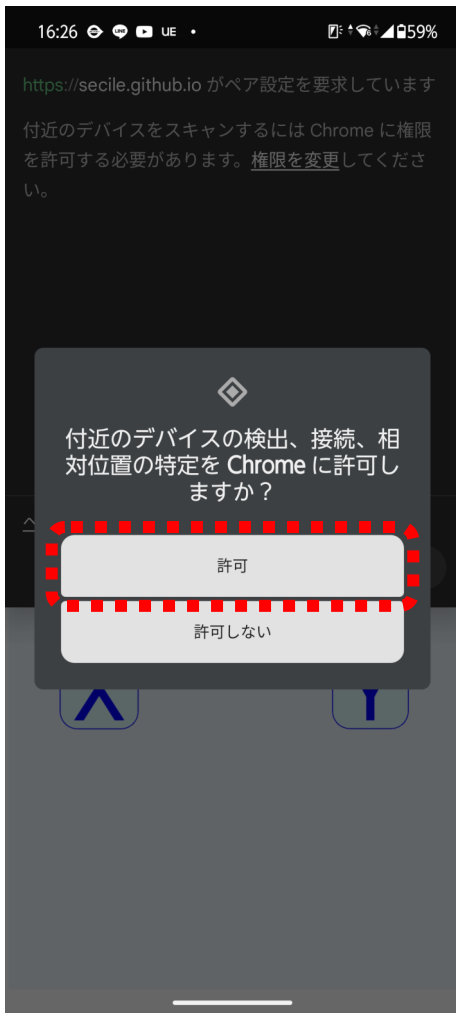 16:26 LINE UE • 59%
https://secile.github.io がペア設定を要求しています
付近のデバイスをスキャンするには Chrome に権限
を許可する必要があります。権限を変更してくださ
い。
付近のデバイスの検出、接続、相
対位置の特定を Chrome に許可し
ますか？
許可
許可しない
X Y